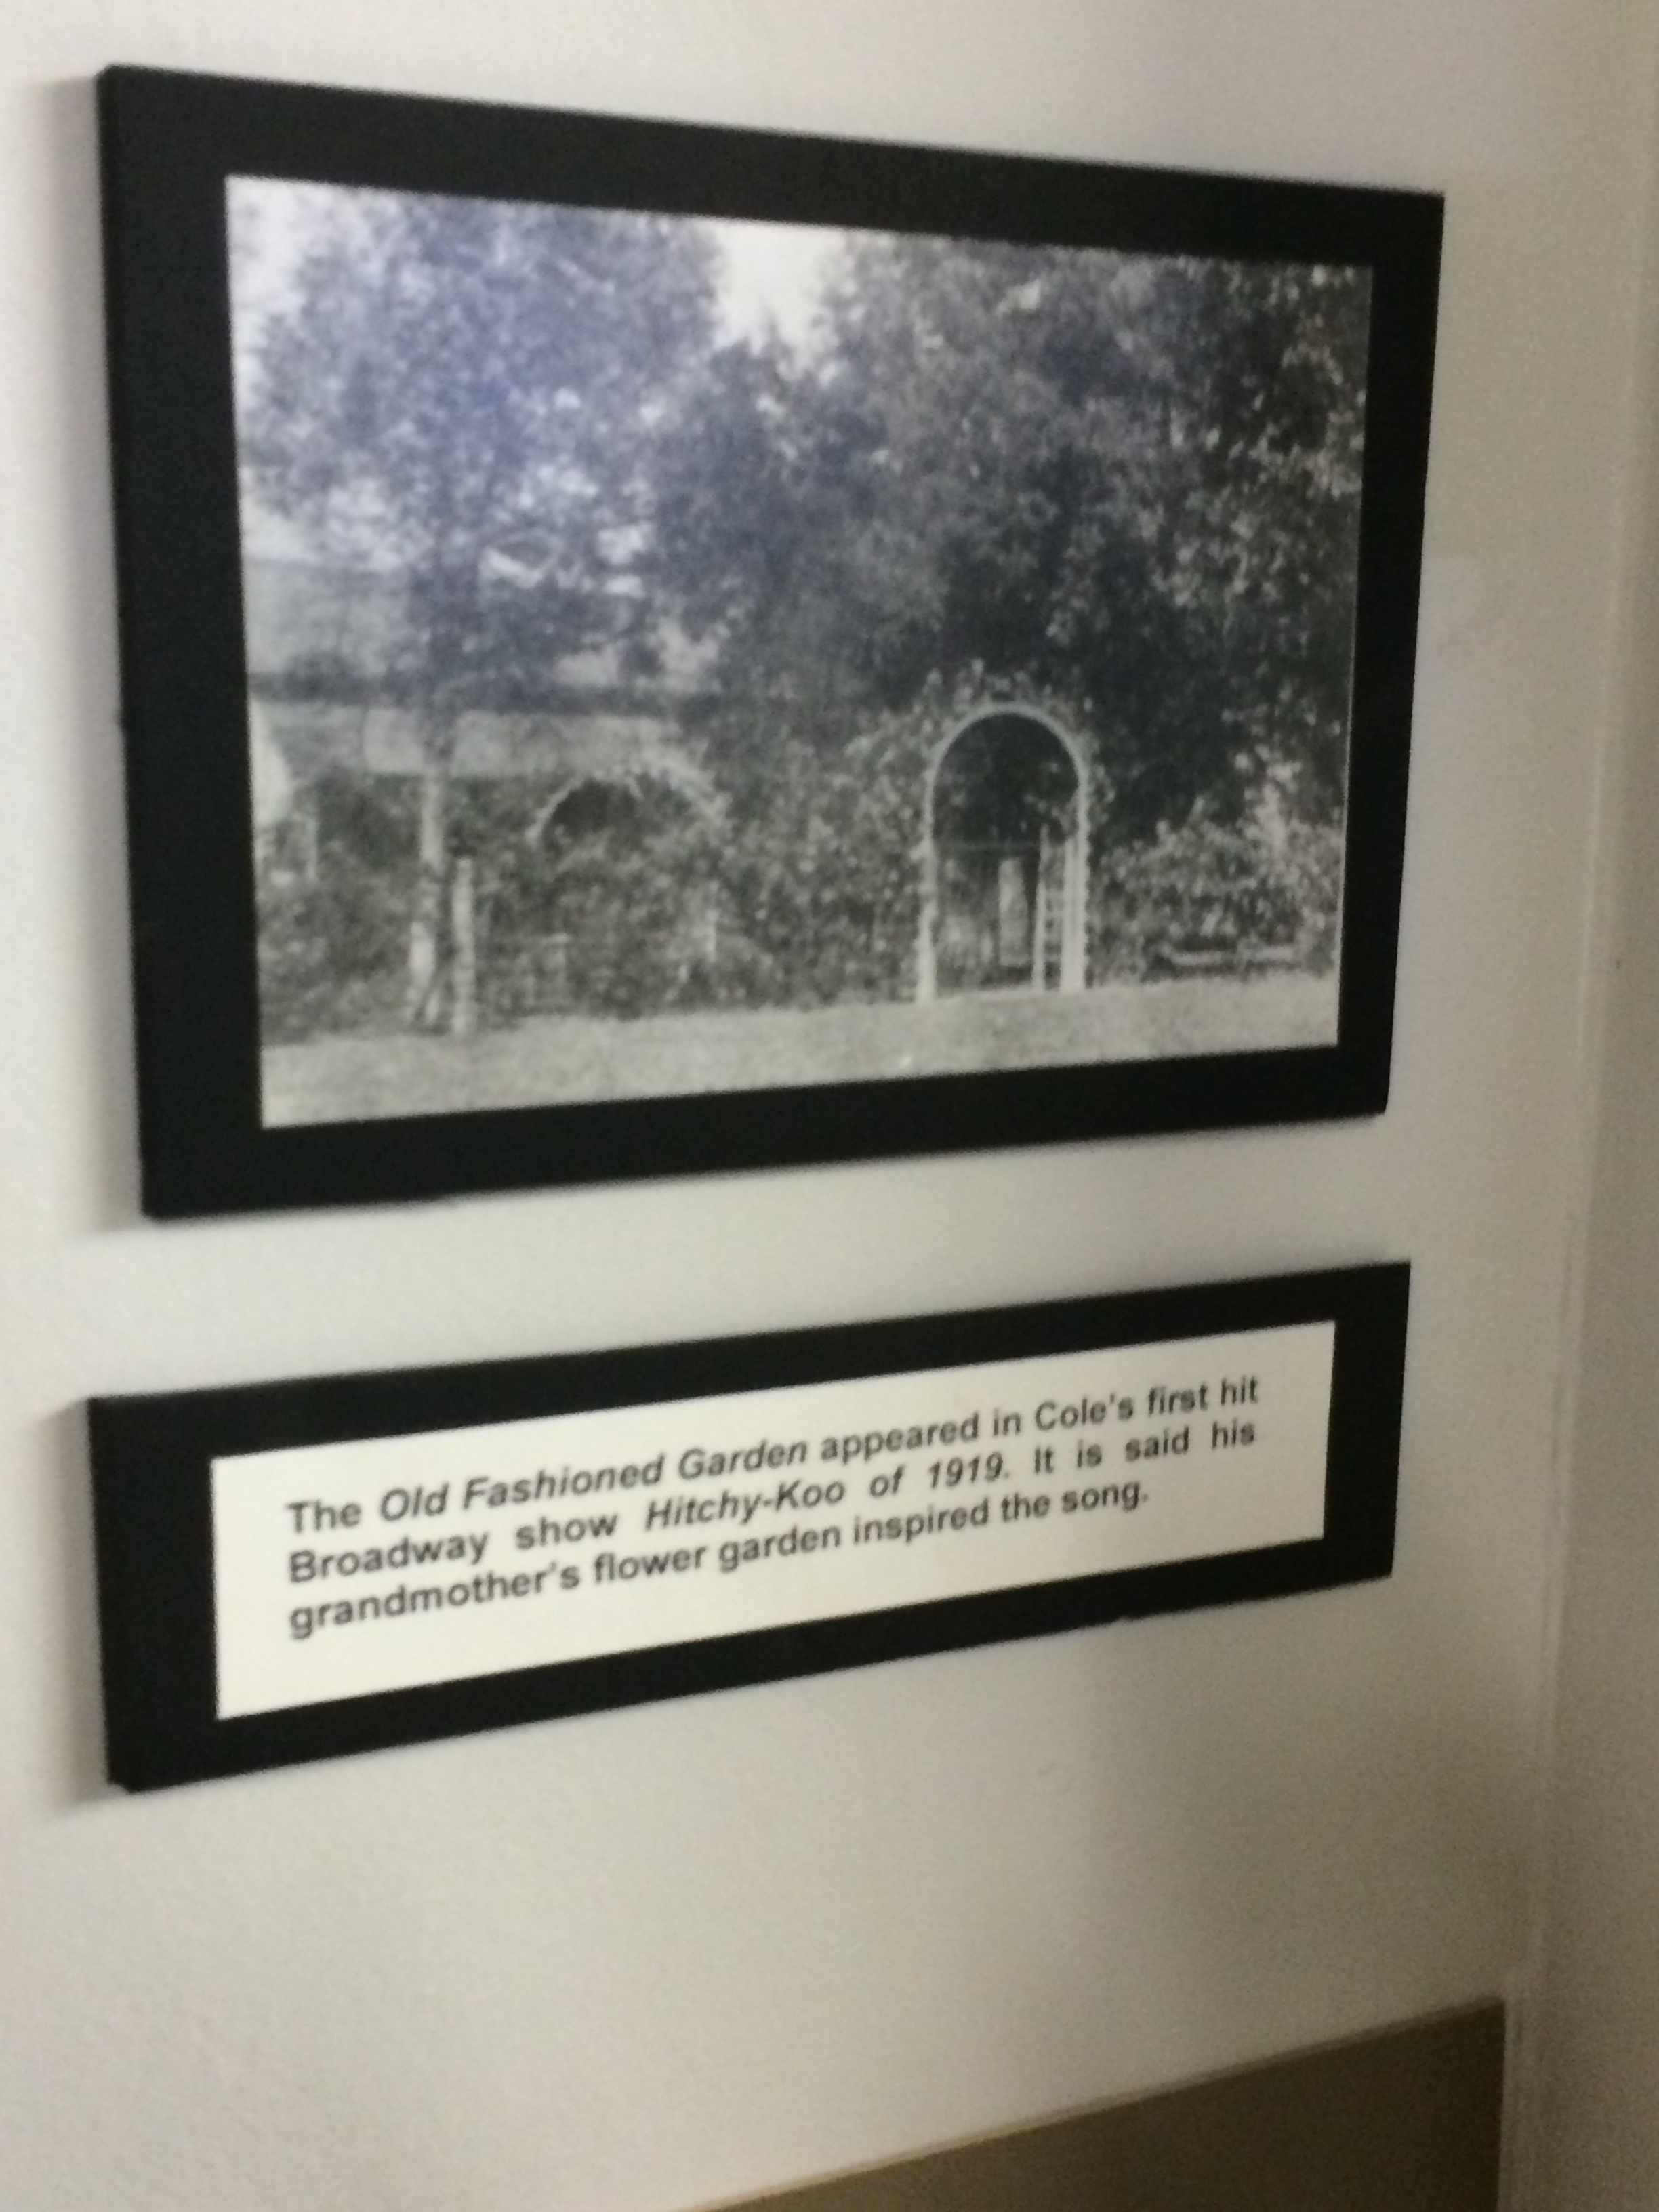 The Old Fashioned Garden appeared in Cole's first hit
Broadway show Hitchy-Koo of 1919. It is said his
grandmother's flower garden inspired the song.